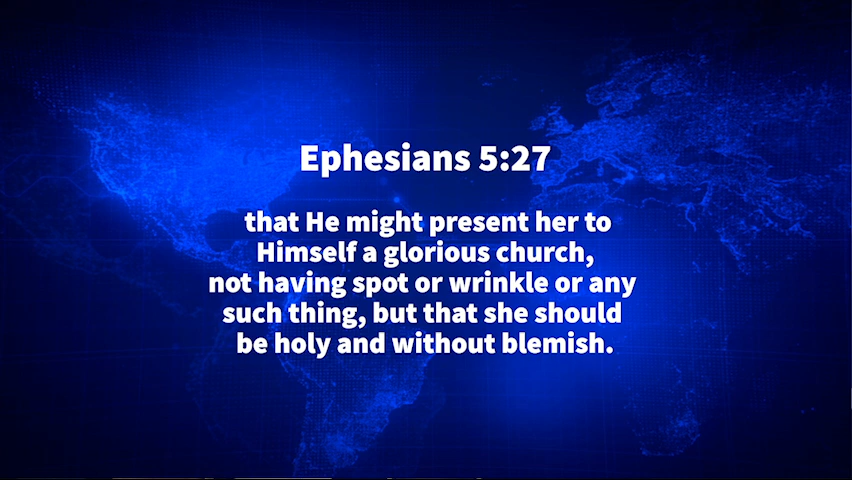 Ephesians 5:27
that He might present her to
Himself a glorious church,
not having spot or wrinkle or any
such thing, but that she should
be holy and without blemish.